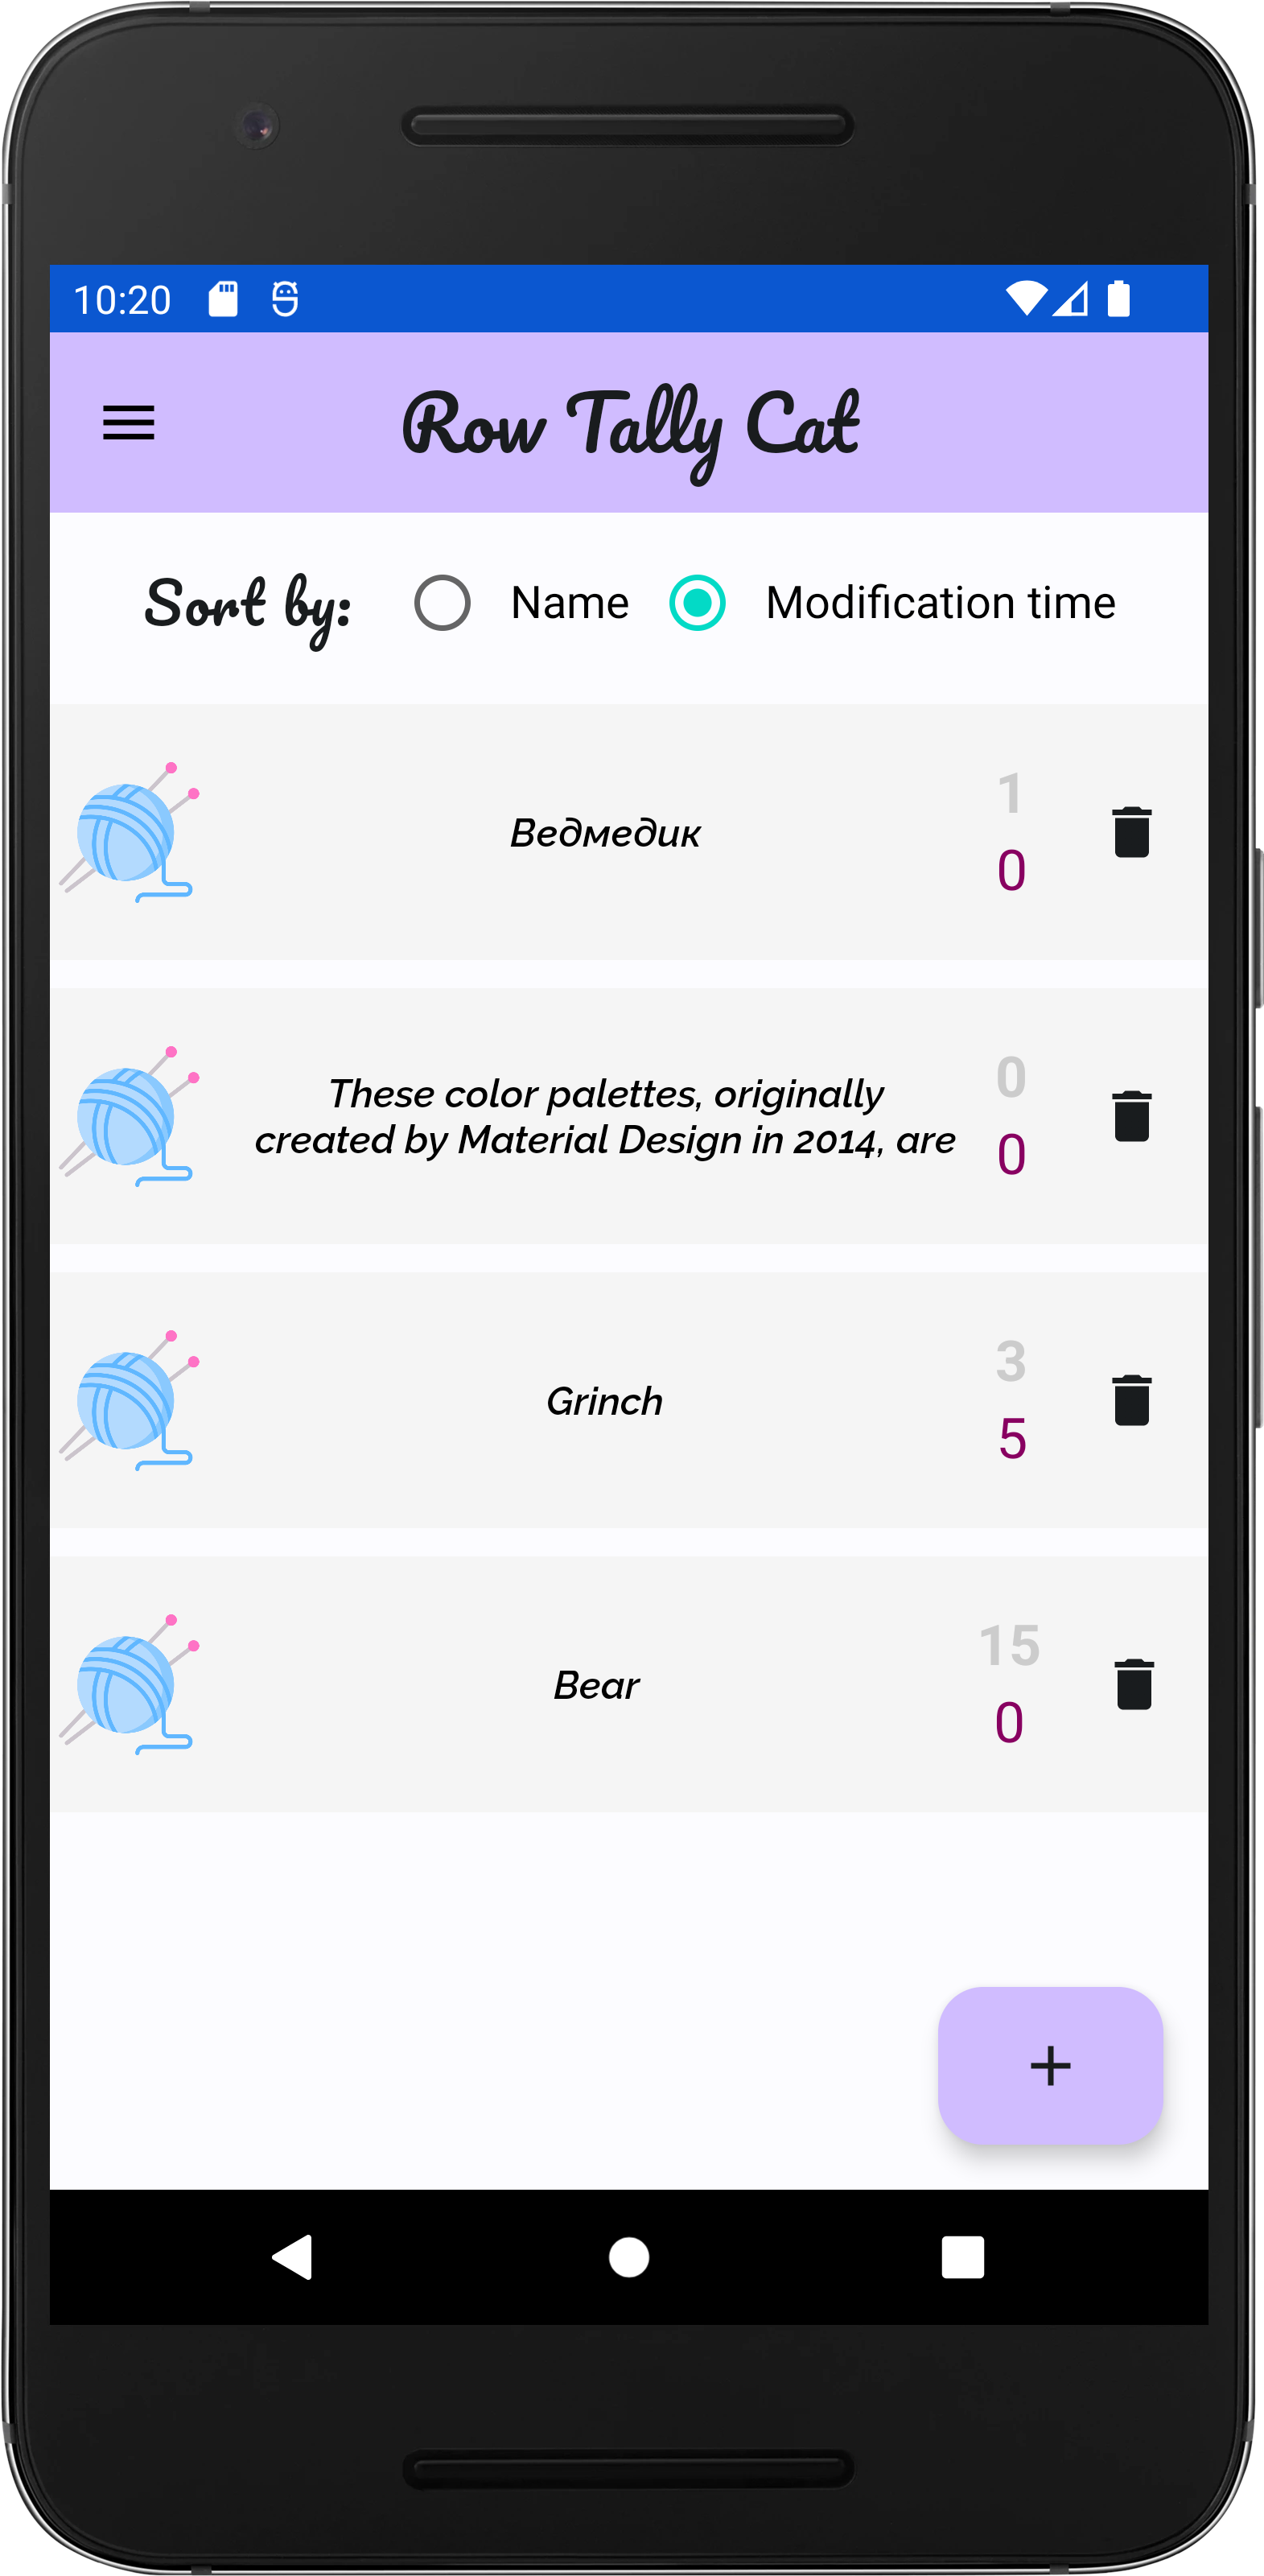 10:20
Row Tally Cat
Sort by: Name Modification time
1
Ведмедик
0
0
These color palettes, originally
created by Material Design in 2014, are
0
3
Grinch
5
15
Bear
0
+